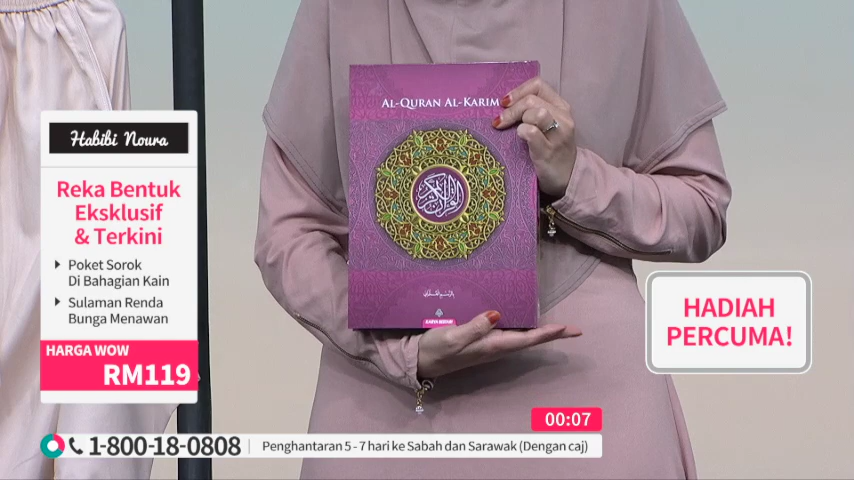 Habibi Noura
Reka Bentuk
Eksklusif
& Terkini
Poket Sorok
Di Bahagian Kain
Sulaman Renda
Bunga Menawan
HARGA WOW
RM119
AL-QURAN AL-KARIM
القرآن الكريم
HADIAH
PERCUMA!
00:07
1-800-18-0808
Penghantaran 5 - 7 hari ke Sabah dan Sarawak (Dengan caj)